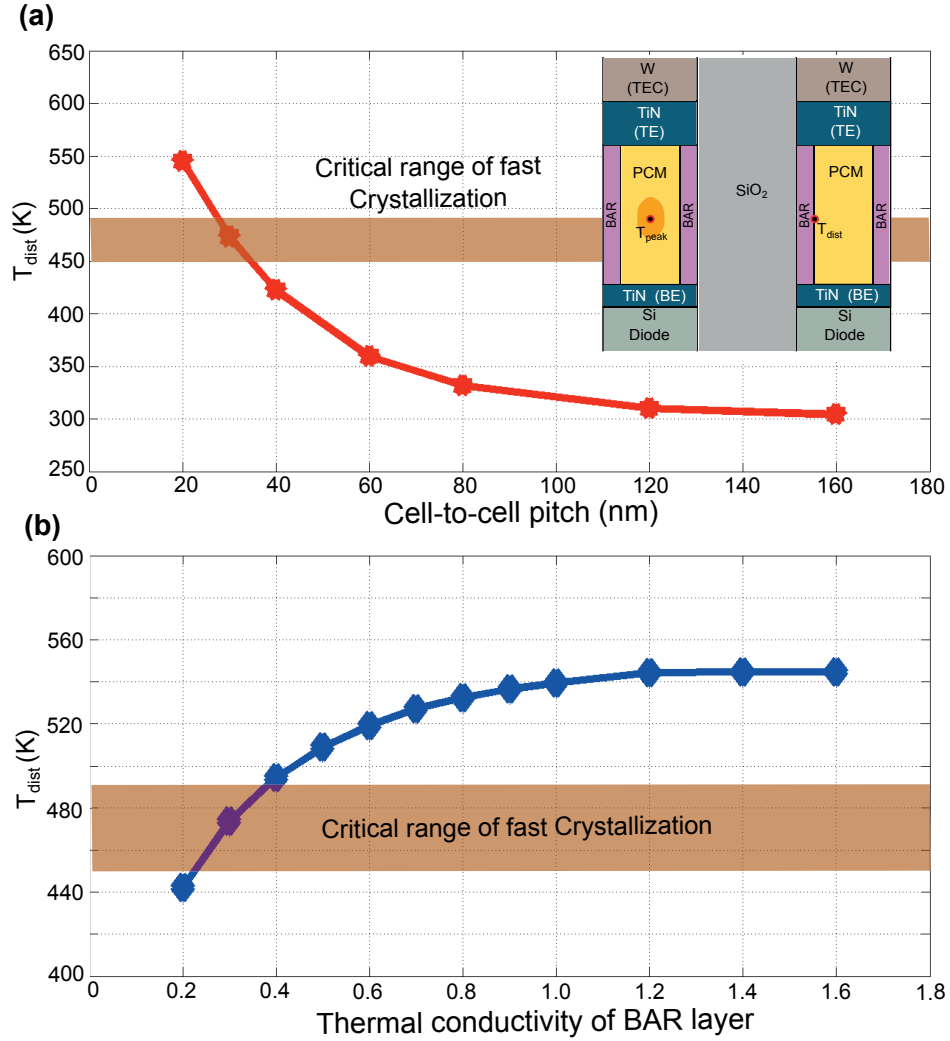 (a)
650
600
550
500
450
400
350
300
250
T_dist (K)
Critical range of fast
Crystallization
W
(TEC)
TiN
(TE)
BAR
PCM
T_peak
BAR
TiN (BE)
Si
Diode
SiO₂
W
(TEC)
TiN
(TE)
BAR
PCM
T_dist
BAR
TiN (BE)
Si
Diode
0 20 40 60 80 100 120 140 160 180
Cell-to-cell pitch (nm)
(b)
600
560
520
480
440
400
T_dist (K)
Critical range of fast Crystallization
0 0.2 0.4 0.6 0.8 1.0 1.2 1.4 1.6 1.8
Thermal conductivity of BAR layer